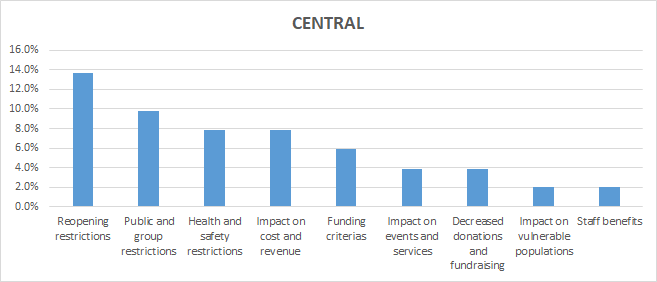 CENTRAL
16.0%
14.0%
12.0%
10.0%
8.0%
6.0%
4.0%
2.0%
0.0%
Reopening
restrictions
Public and
group
restrictions
Health and
safety
restrictions
Impact on
cost and
revenue
Funding
criterias
Impact on
events and
services
Decreased
donations
and
fundraising
Impact on
vulnerable
populations
Staff benefits